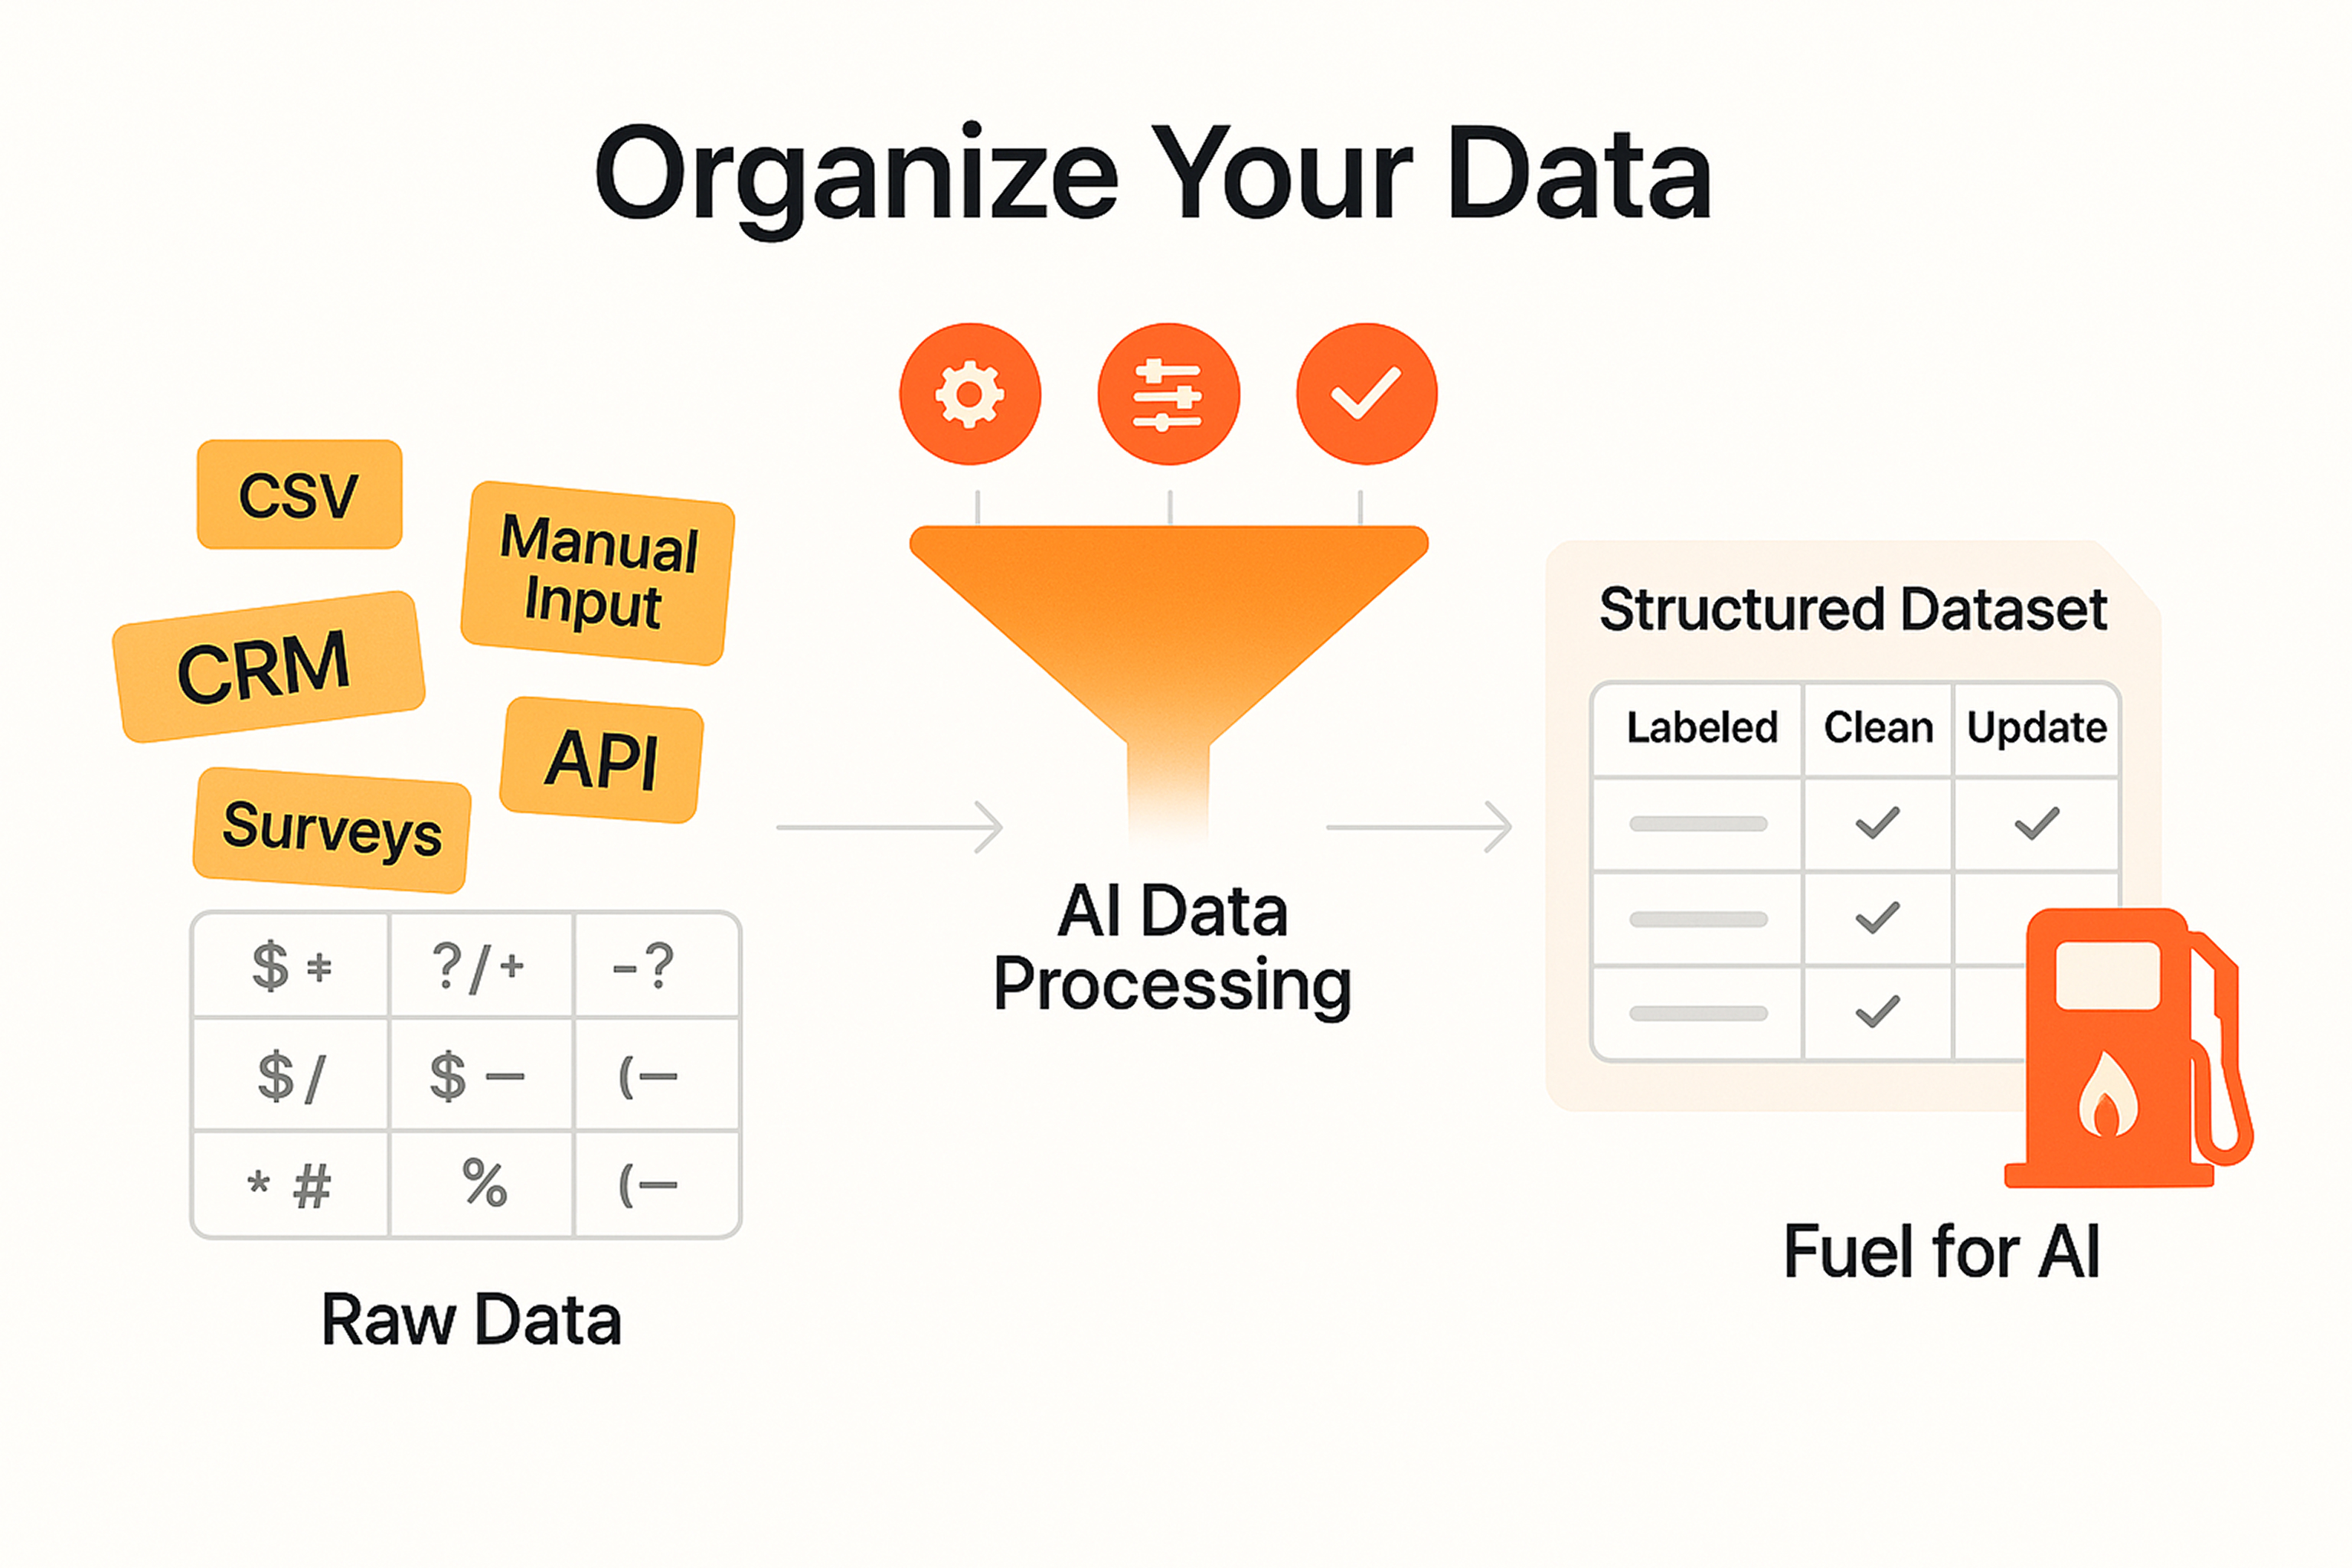 Organize Your Data
CSV
Manual
Input
CRM
API
Surveys
$ ‡ ?/+ -?
$/ $ — (—
* # % (—
Raw Data
AI Data
Processing
Structured Dataset
Labeled Clean Update
Fuel for AI